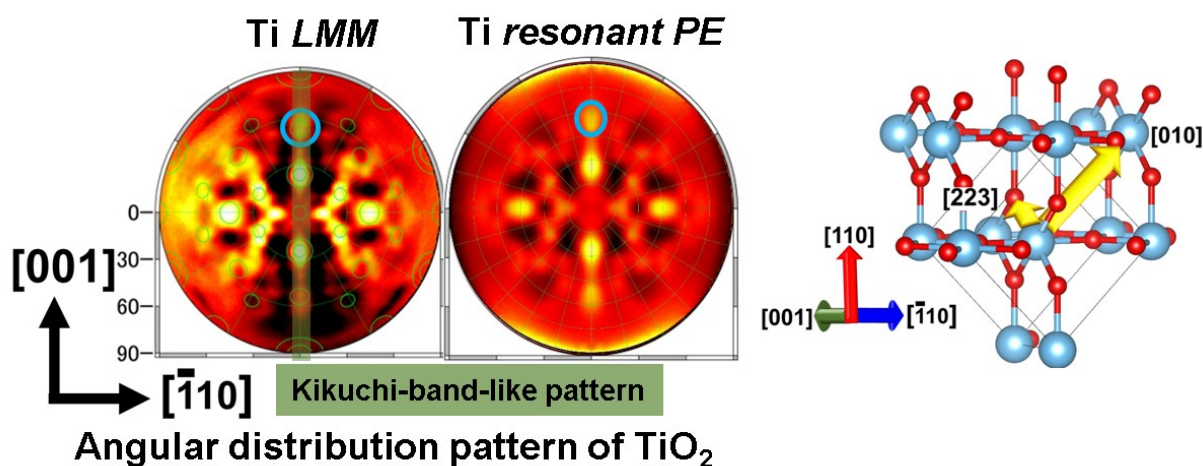 Ti LMM
Ti resonant PE
0
30
60
90
[001]
[1̄10]
Kikuchi-band-like pattern
Angular distribution pattern of TiO₂
[010]
[223]
[110]
[001]
[1̄10]